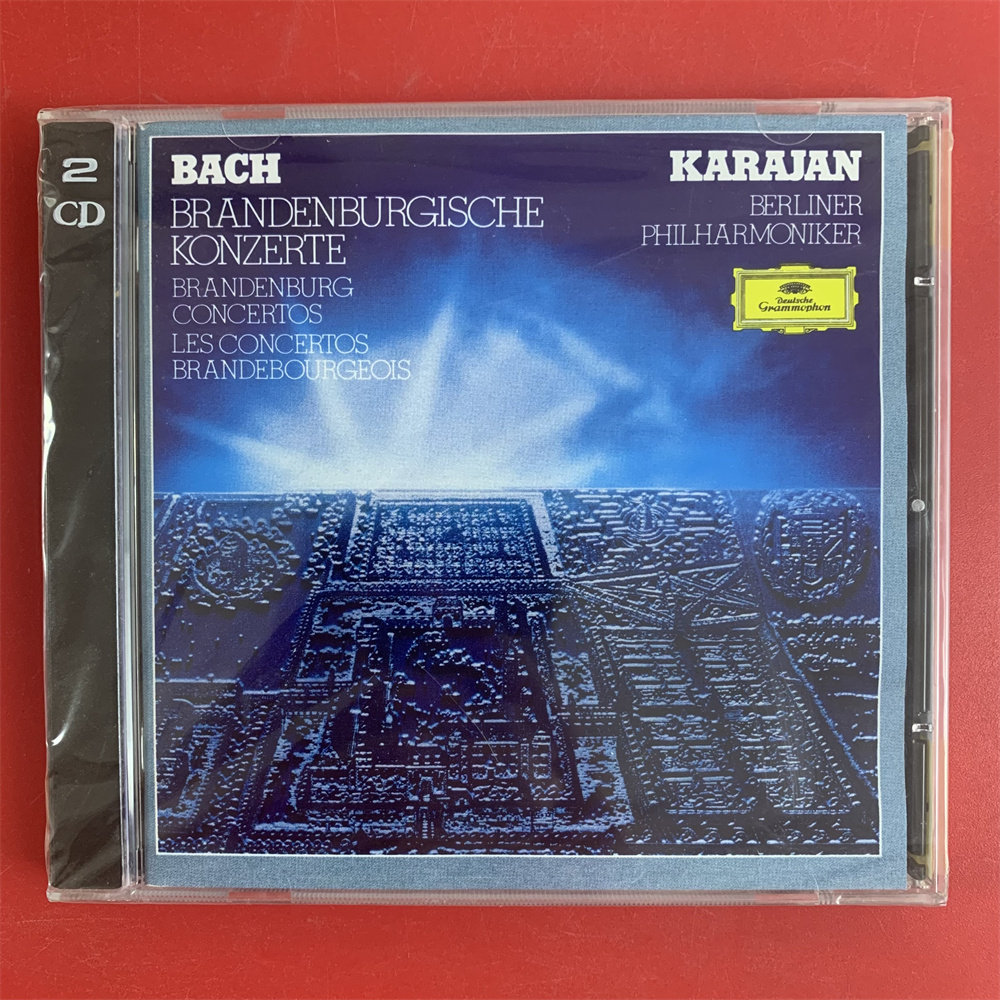 2
CD
BACH
BRANDENBURGISCHE
KONZERTE
BRANDENBURG
CONCERTOS
LES CONCERTOS
BRANDEBOURGEOIS
KARAJAN
BERLINER
PHILHARMONIKER
Deutsche
Grammophon